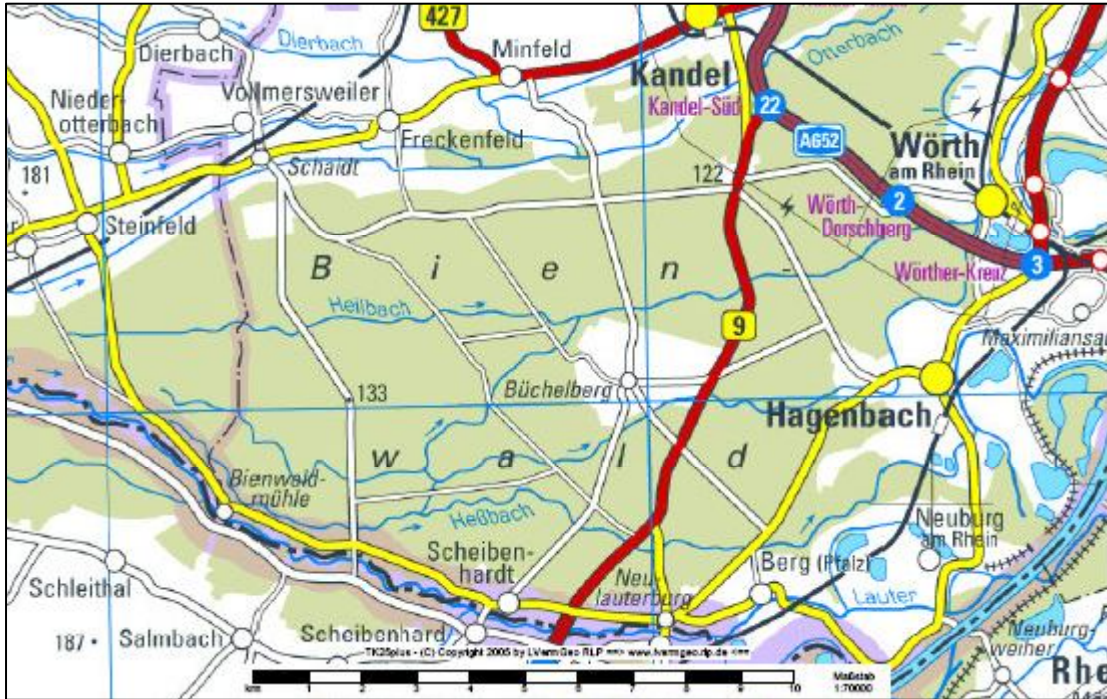 427
Dierbach
Dierbach
Minfeld
Otterbach
Kandel
Kandel-Süd
22
Nieder-
otterbach
Vollmersweiler
Freckenfeld
A652
Wörth
am Rhein
181
Schaidt
122
2
Wörth-
Dorschberg
Steinfeld
Wörther-Kreuz
3
B i e n -
Heilbach
9
Maximiliansau
Büchelberg
133
Hagenbach
w a l d
Bienwald-
mühle
Heßbach
Neuburg
am Rhein
Scheiben-
hardt
Neu-
lauterburg
Berg (Pfalz)
Schleithal
Lauter
187
Salmbach
Scheibenhard
Neuburg-
weiher
Rhe
TK25plus - (C) Copyright 2005 by LVermGeo RLP ==> www.lvermgeo.rlp.de <==
km 1 2 3 4 5 6 7 8 9 10
Maßstab
1:70000